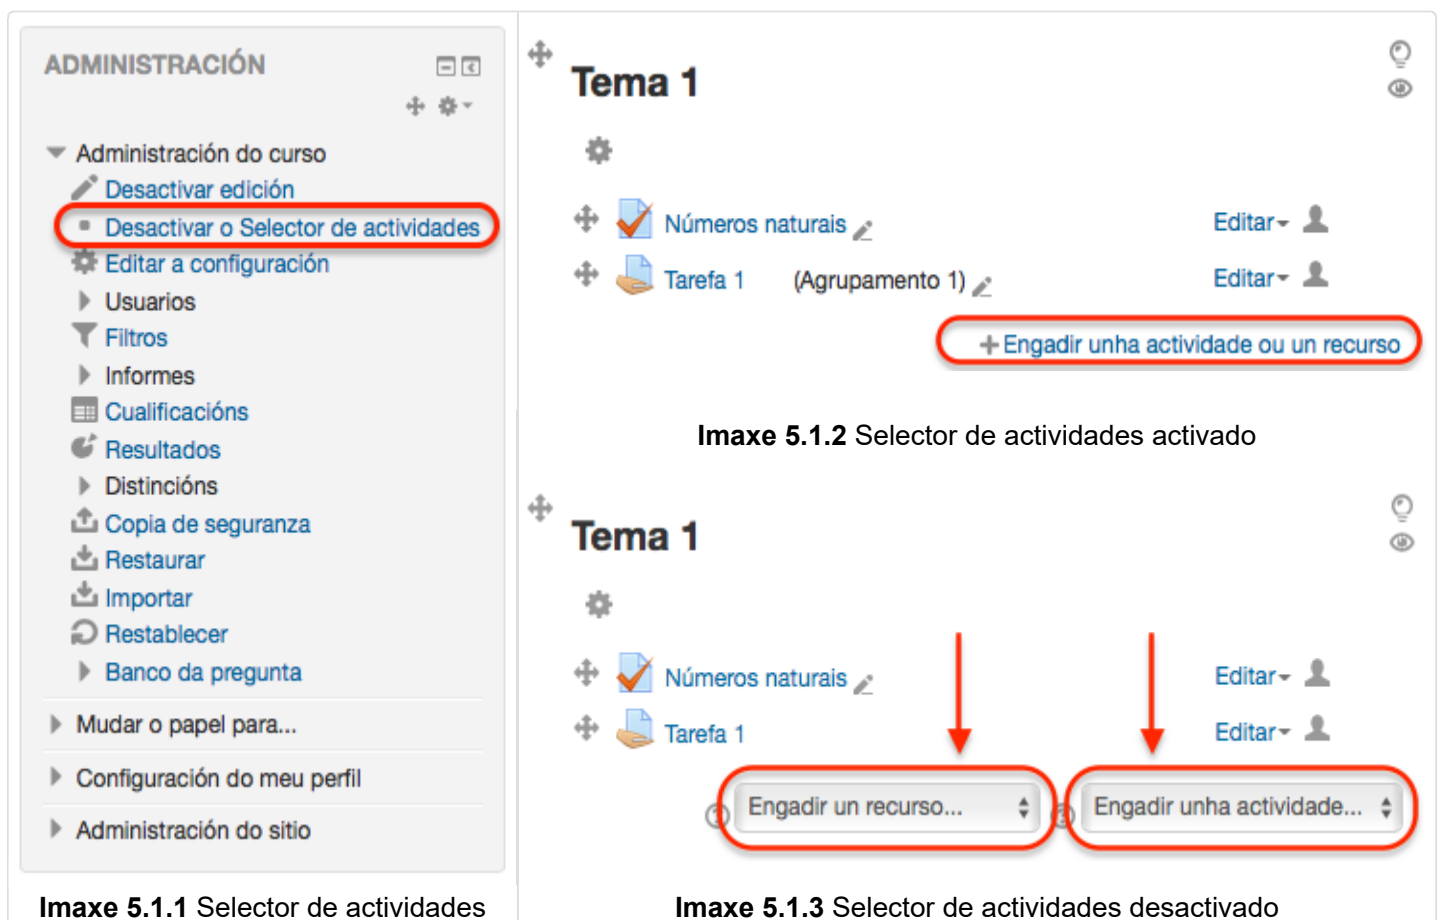 ADMINISTRACIÓN
Administración do curso
Desactivar edición
Desactivar o Selector de actividades
Editar a configuración
Usuarios
Filtros
Informes
Cualificacións
Resultados
Distincións
Copia de seguranza
Restaurar
Importar
Restablecer
Banco da pregunta
Mudar o papel para...
Configuración do meu perfil
Administración do sitio
Imaxe 5.1.1 Selector de actividades
Tema 1
Números naturais Editar
Tarefa 1 (Agrupamento 1) Editar
+Engadir unha actividade ou un recurso
Imaxe 5.1.2 Selector de actividades activado
Tema 1
Números naturais Editar
Tarefa 1 Editar
Engadir un recurso... Engadir unha actividade...
Imaxe 5.1.3 Selector de actividades desactivado